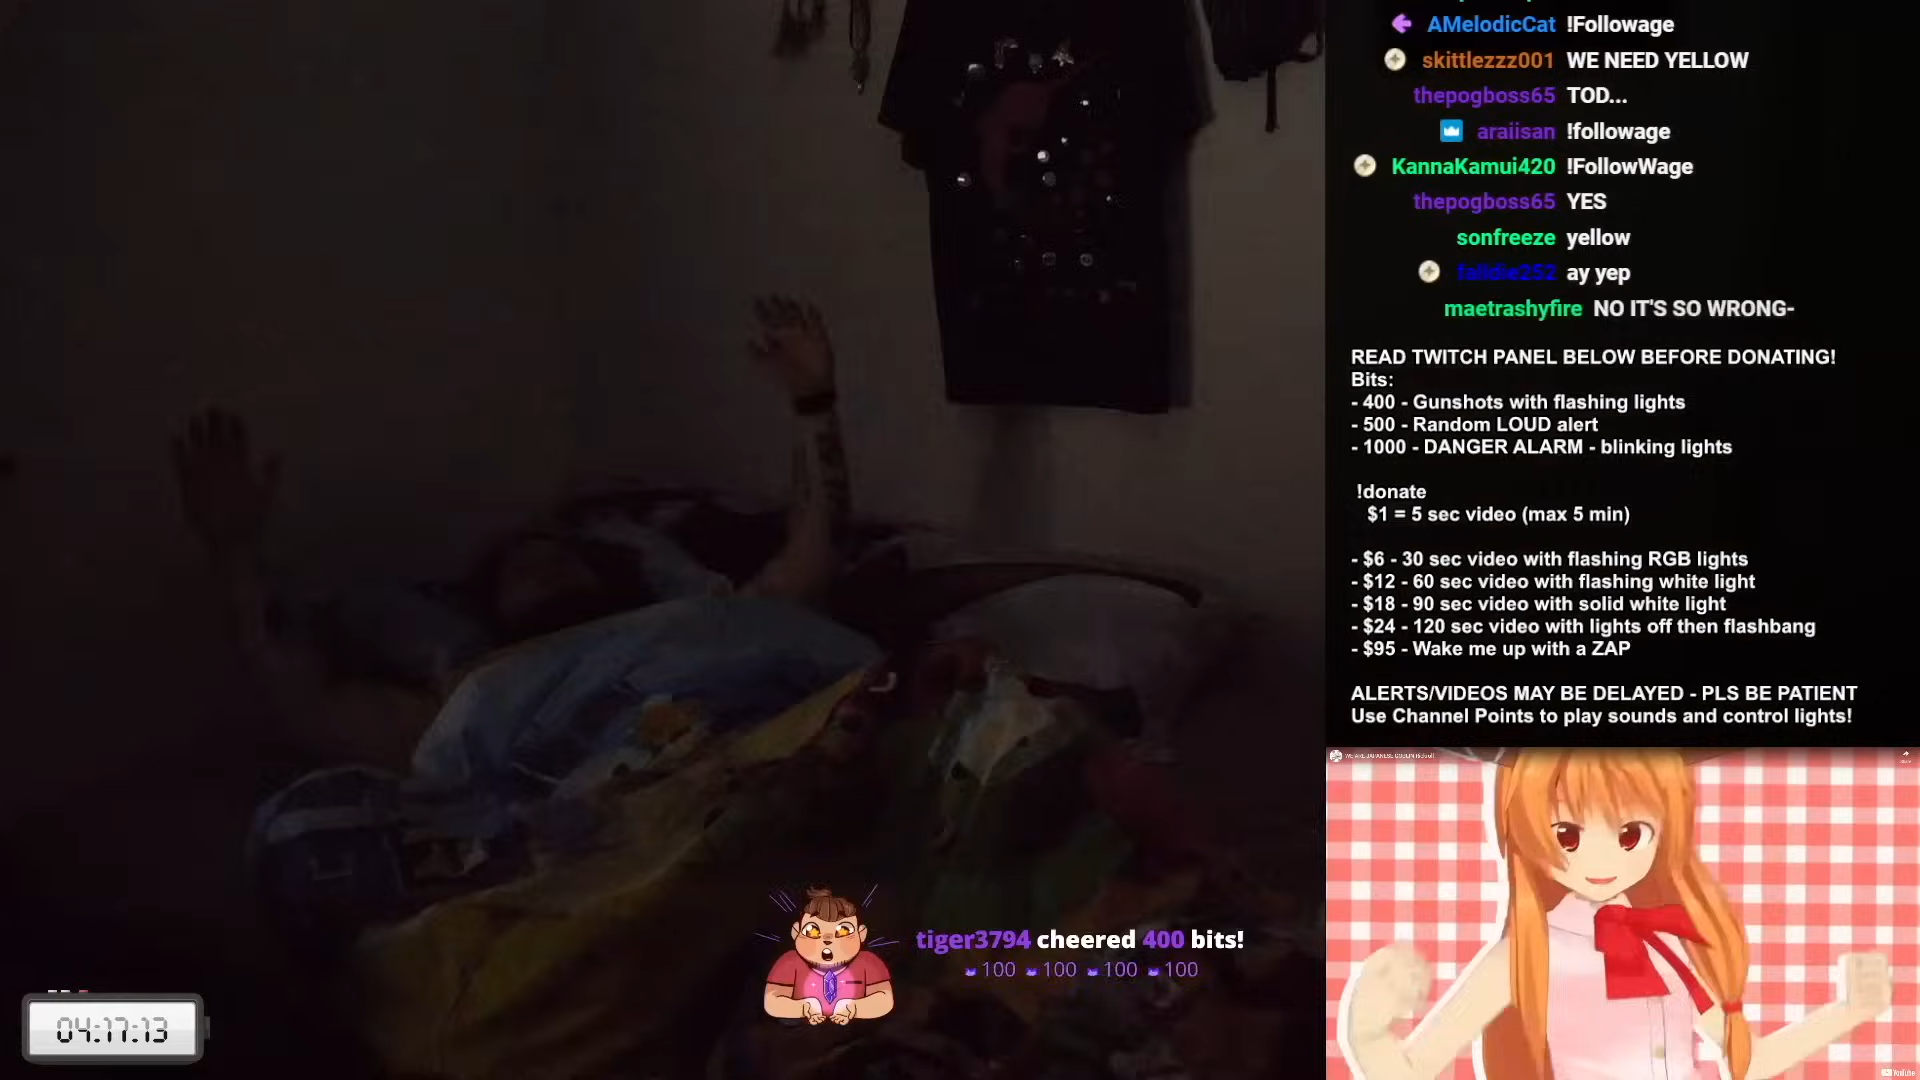 AMelodicCat !Followage
skittlezzz001 WE NEED YELLOW
thepogboss65 TOD...
araiisan !followage
KannaKamui420 !FollowWage
thepogboss65 YES
sonfreeze yellow
falldie252 ay yep
maetrashyfire NO IT'S SO WRONG-
READ TWITCH PANEL BELOW BEFORE DONATING!
Bits:
- 400 - Gunshots with flashing lights
- 500 - Random LOUD alert
- 1000 - DANGER ALARM - blinking lights
!donate
$1 = 5 sec video (max 5 min)
- $6 - 30 sec video with flashing RGB lights
- $12 - 60 sec video with flashing white light
- $18 - 90 sec video with solid white light
- $24 - 120 sec video with lights off then flashbang
- $95 - Wake me up with a ZAP
ALERTS/VIDEOS MAY BE DELAYED - PLS BE PATIENT
Use Channel Points to play sounds and control lights!
tiger3794 cheered 400 bits!
100 100 100 100
04:17:13
YouTube